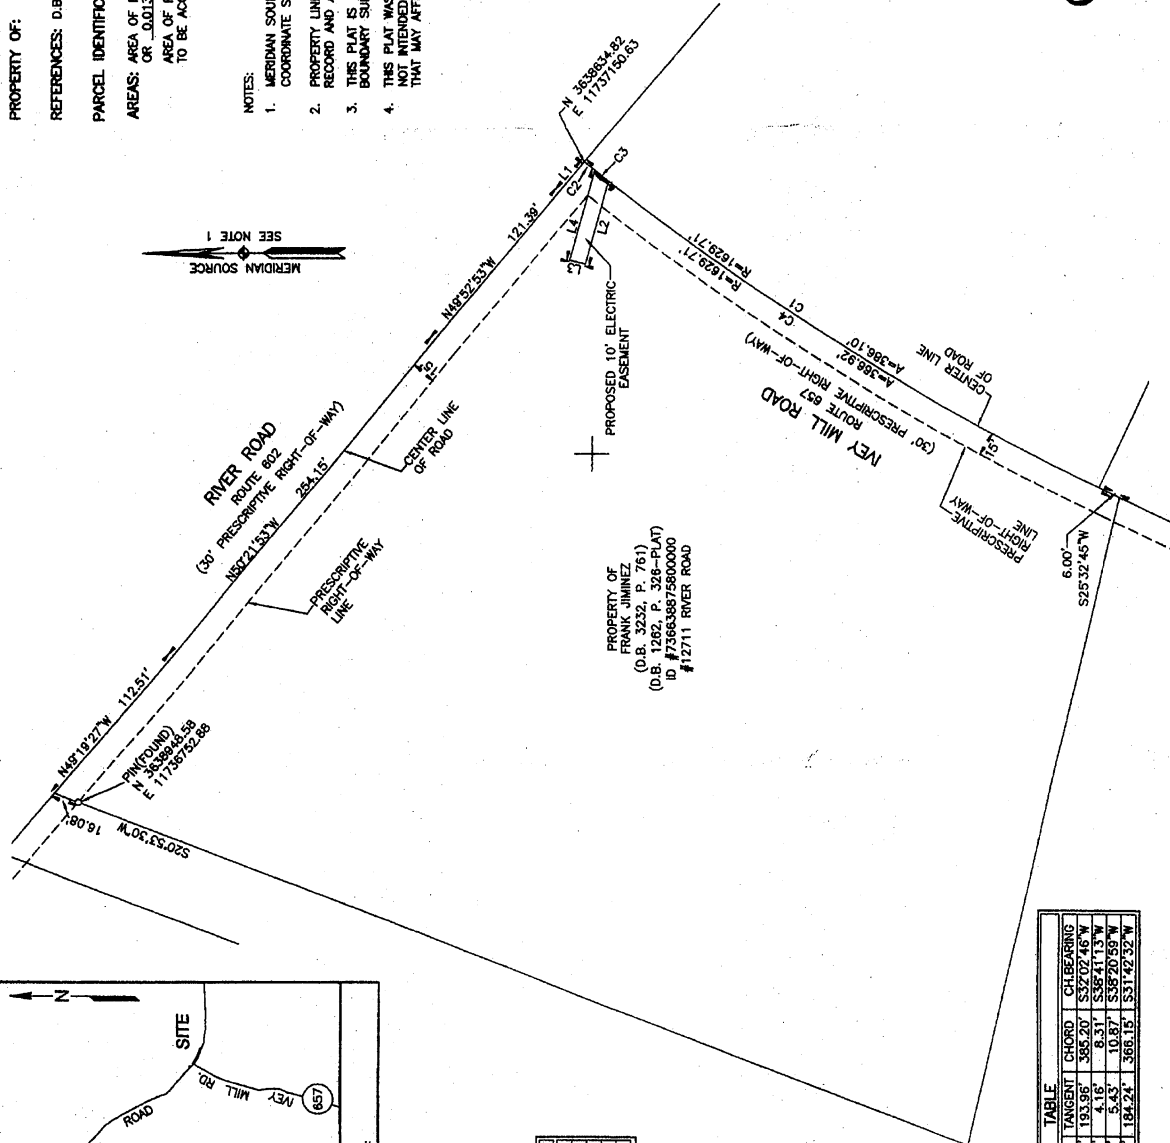 PROPERTY OF:
REFERENCES: D.B.
PARCEL IDENTIFIC
AREAS: AREA OF
OR 0.013
AREA OF
TO BE ACQ
NOTES:
1. MERIDIAN SOU
COORDINATE S
2. PROPERTY LIN
RECORD AND A
3. THIS PLAT IS
BOUNDARY SU
4. THIS PLAT WAS
NOT INTENDED
THAT MAY AFF
MERIDIAN SOURCE
SEE NOTE 1
N 3638634.82
E 11737150.63
L1
C2
C3
L4
L2
L3
121.39'
N49°52'53"W
15'
PROPOSED 10' ELECTRIC
EASEMENT
RIVER ROAD
ROUTE 602
(30' PRESCRIPTIVE RIGHT-OF-WAY)
254.15'
N50°21'53"W
CENTER LINE
OF ROAD
PRESCRIPTIVE
RIGHT-OF-WAY
LINE
112.51'
N49°19'27"W
PIN(FOUND)
N 3638948.58
E 11736752.88
16.08'
S20°53'30"W
R=1629.71'
R=1629.71'
C1
C4
A=386.10'
A=366.92'
IVEY MILL ROAD
ROUTE 657
(30' PRESCRIPTIVE RIGHT-OF-WAY)
CENTER LINE
OF ROAD
15'
PRESCRIPTIVE
RIGHT-OF-WAY
LINE
6.00'
S25°32'45"W
PROPERTY OF
FRANK JIMINEZ
(D.B. 3232, P. 761)
(D.B. 1262, P. 326-PLAT)
ID #736638875800000
#12711 RIVER ROAD
N
SITE
ROAD
IVEY MILL RD.
657
TABLE
TANGENT CHORD CH.BEARING
193.96' 385.20' S32°02'46"W
4.16' 8.31' S38°41'13"W
5.43' 10.87' S38°20'59"W
184.24' 366.15' S31°42'32"W